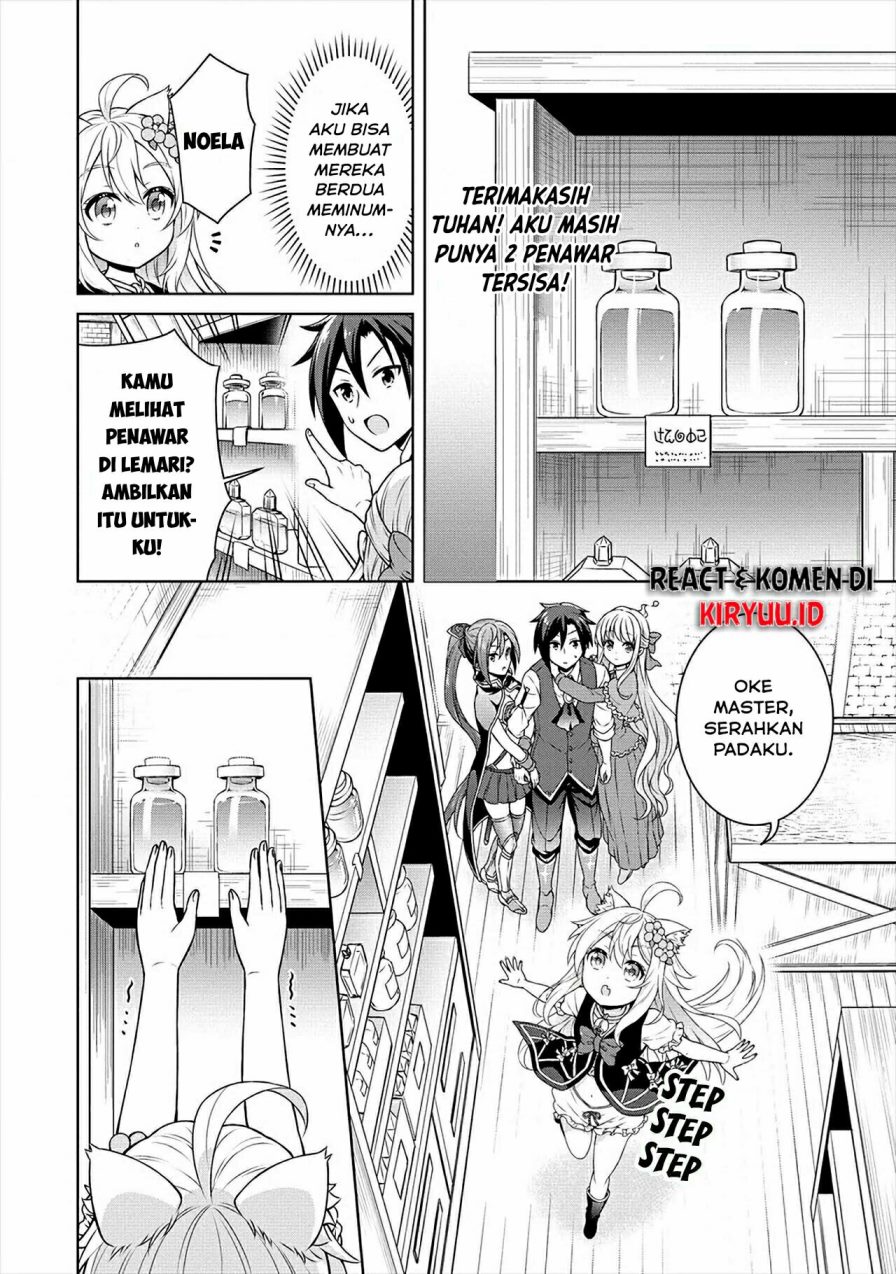 TERIMAKASIH
TUHAN! AKU MASIH
PUNYA 2 PENAWAR
TERSISA!
JIKA
AKU BISA
MEMBUAT
MEREKA
BERDUA
MEMINUM-
NYA...
NOELA
KAMU
MELIHAT
PENAWAR
DI LEMARI?
AMBILKAN
ITU UNTUK-
KU!
REACT & KOMEN DI
KIRYUU.ID
OKE
MASTER,
SERAHKAN
PADAKU.
STEP
STEP
STEP